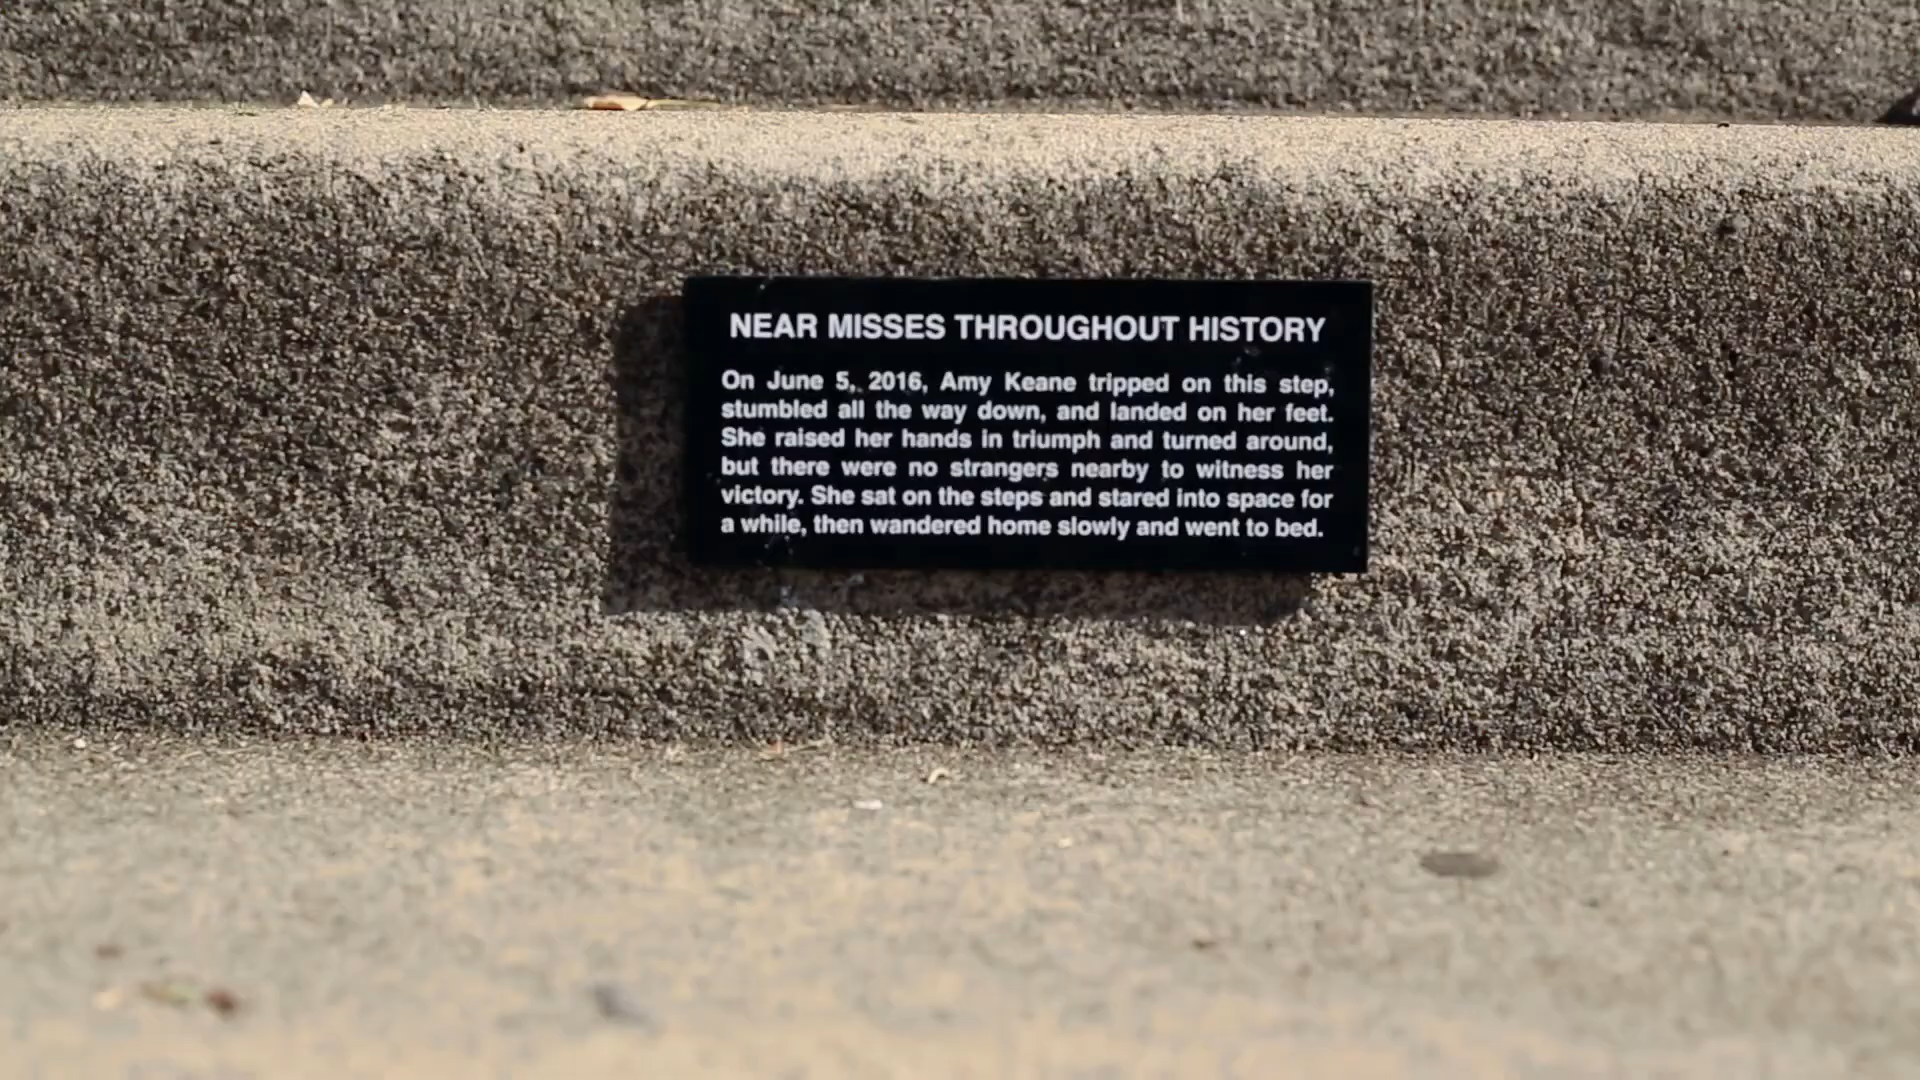 NEAR MISSES THROUGHOUT HISTORY
On June 5, 2016, Amy Keane tripped on this step,
stumbled all the way down, and landed on her feet.
She raised her hands in triumph and turned around,
but there were no strangers nearby to witness her
victory. She sat on the steps and stared into space for
a while, then wandered home slowly and went to bed.